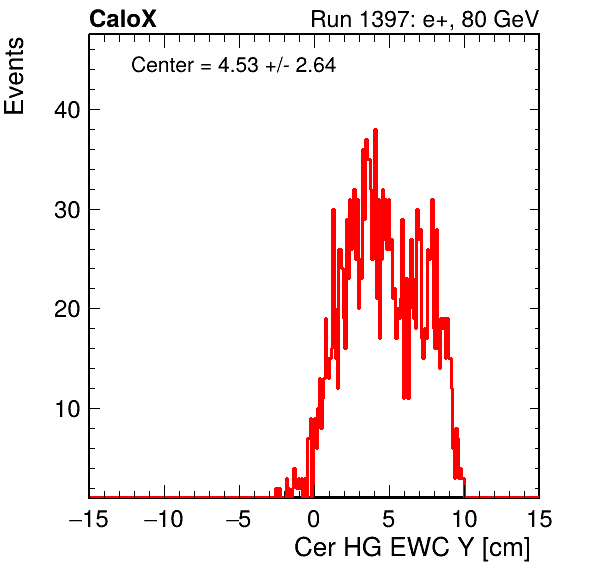 CaloX Run 1397: e+, 80 GeV
Center = 4.53 +/- 2.64
Events
40
30
20
10
−15 −10 −5 0 5 10 15
Cer HG EWC Y [cm]